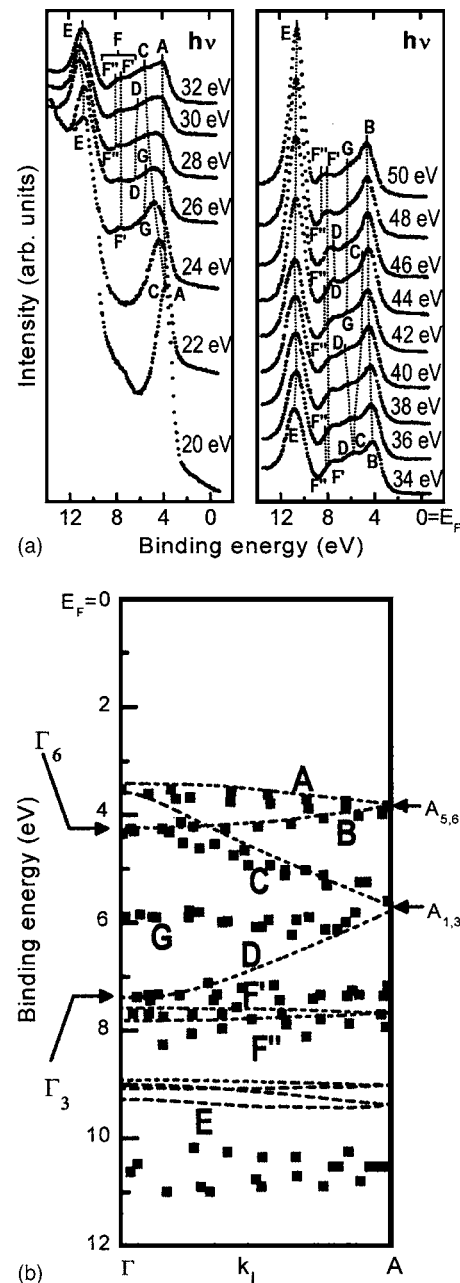 E
F
F" F'
C
A
D
hν
32 eV
30 eV
28 eV
26 eV
24 eV
22 eV
20 eV
E
F"
D
G
F'
G
C
A
hν
F" F' G
B
50 eV
48 eV
46 eV
44 eV
42 eV
40 eV
38 eV
36 eV
34 eV
F"
D
C
F"
D
G
F"
D
F"
E
D C
B
F" F'
Intensity (arb. units)
12 8 4 0
12 8 4 0=E_F
(a) Binding energy (eV)
E_F=0
2
4
6
8
10
12
Binding energy (eV)
Γ₆
Γ₃
A
B
C
G
D
F'
F"
E
A₅,₆
A₁,₃
Γ k⊥ A
(b)